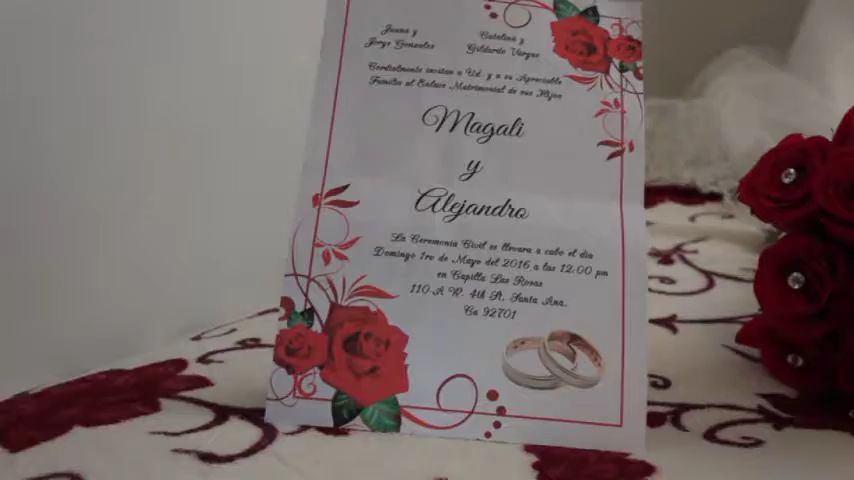 Juana y
Jorge Gonzales
Catalina y
Gildardo Vargas
Cordialmente invitan a Ud. y a su Apreciable
Familia al Enlace Matrimonial de sus Hijos
Magali
y
Alejandro
La Ceremonia Civil se llevara a cabo el dia
Domingo 1ro de Mayo del 2016 a las 12:00 pm
en Capilla Las Rosas
110-A W. 4th St. Santa Ana.
Ca 92701